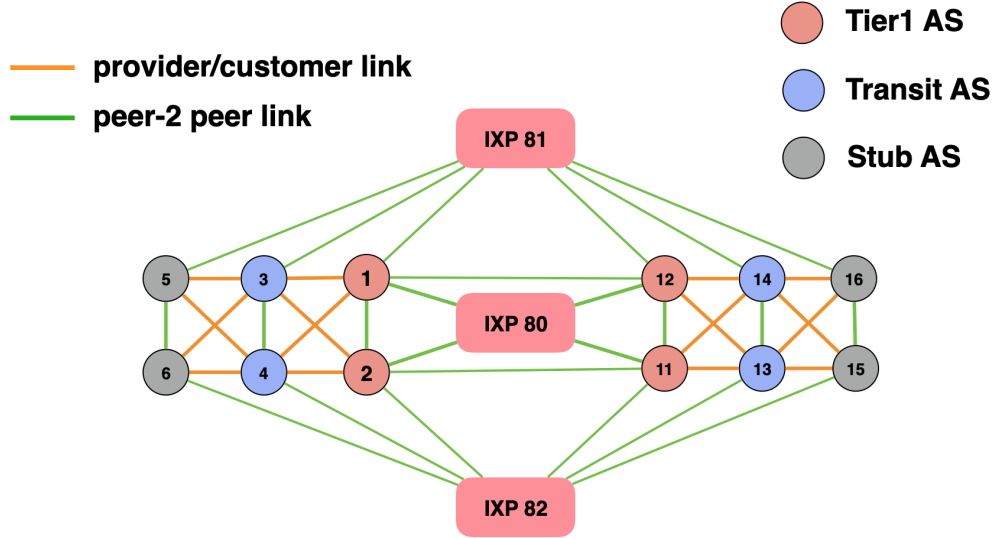 Tier1 AS
provider/customer link
Transit AS
peer-2 peer link
IXP 81
Stub AS
5 3 1 12 14 16
IXP 80
6 4 2 11 13 15
IXP 82